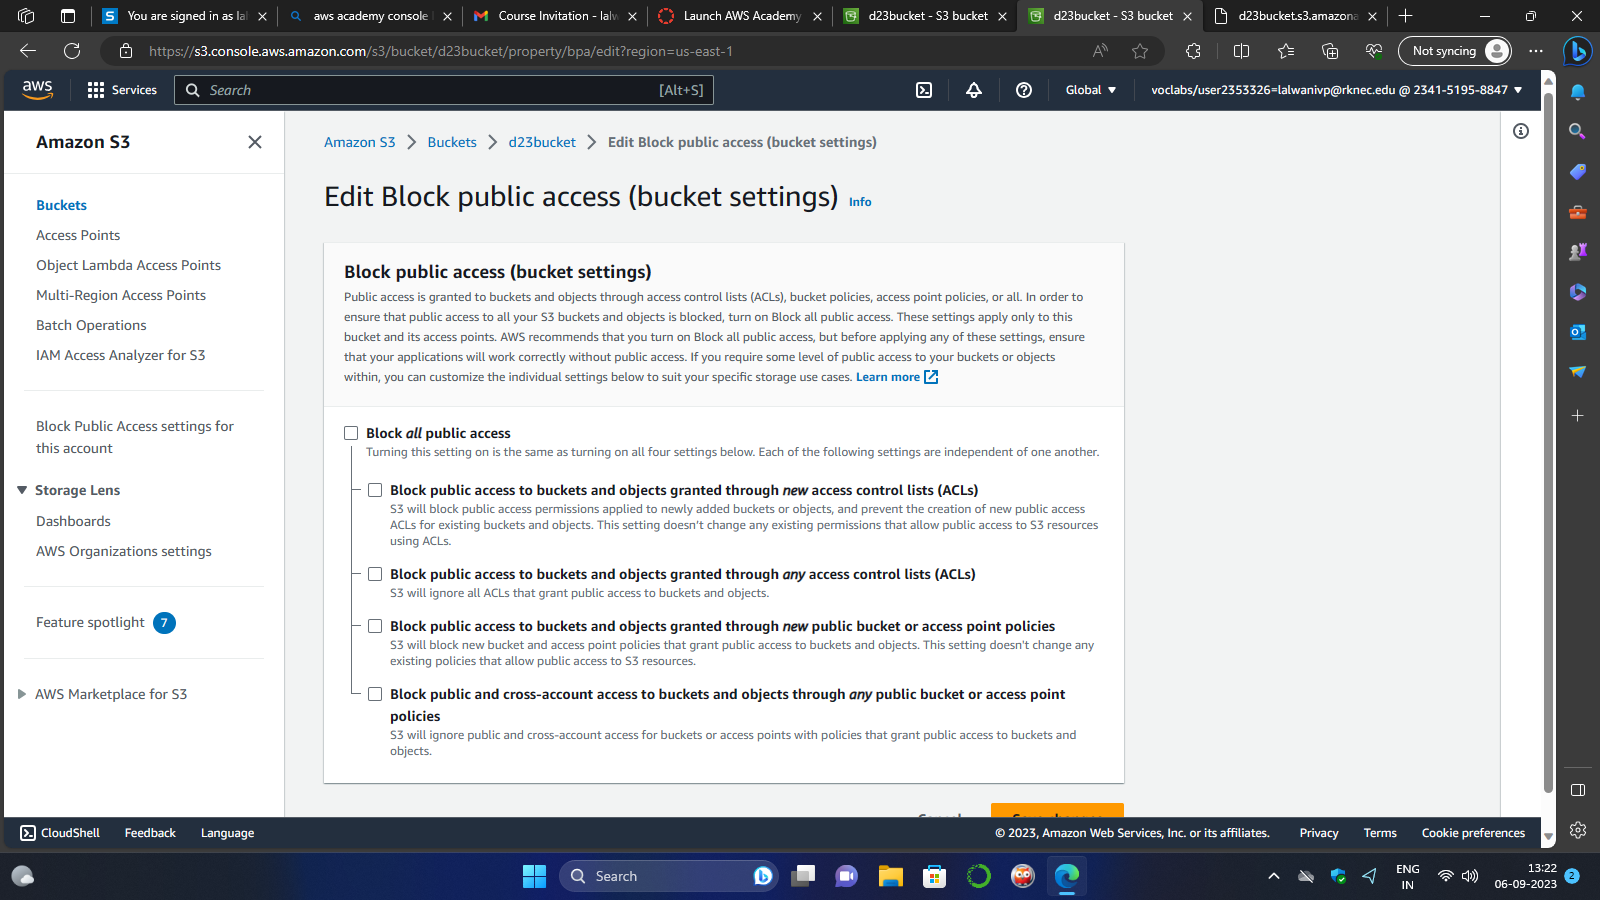 You are signed in as la
aws academy console
Course Invitation - lalw
Launch AWS Academy
d23bucket - S3 bucket
d23bucket - S3 bucket
d23bucket.s3.amazona
https://s3.console.aws.amazon.com/s3/bucket/d23bucket/property/bpa/edit?region=us-east-1
Not syncing
aws
Services
Search
[Alt+S]
Global
voclabs/user2353326=lalwanivp@rknec.edu @ 2341-5195-8847
Amazon S3
Buckets
Access Points
Object Lambda Access Points
Multi-Region Access Points
Batch Operations
IAM Access Analyzer for S3
Block Public Access settings for
this account
Storage Lens
Dashboards
AWS Organizations settings
Feature spotlight 7
AWS Marketplace for S3
Amazon S3 > Buckets > d23bucket > Edit Block public access (bucket settings)
Edit Block public access (bucket settings) Info
Block public access (bucket settings)
Public access is granted to buckets and objects through access control lists (ACLs), bucket policies, access point policies, or all. In order to
ensure that public access to all your S3 buckets and objects is blocked, turn on Block all public access. These settings apply only to this
bucket and its access points. AWS recommends that you turn on Block all public access, but before applying any of these settings, ensure
that your applications will work correctly without public access. If you require some level of public access to your buckets or objects
within, you can customize the individual settings below to suit your specific storage use cases. Learn more
Block all public access
Turning this setting on is the same as turning on all four settings below. Each of the following settings are independent of one another.
Block public access to buckets and objects granted through new access control lists (ACLs)
S3 will block public access permissions applied to newly added buckets or objects, and prevent the creation of new public access
ACLs for existing buckets and objects. This setting doesn't change any existing permissions that allow public access to S3 resources
using ACLs.
Block public access to buckets and objects granted through any access control lists (ACLs)
S3 will ignore all ACLs that grant public access to buckets and objects.
Block public access to buckets and objects granted through new public bucket or access point policies
S3 will block new bucket and access point policies that grant public access to buckets and objects. This setting doesn't change any
existing policies that allow public access to S3 resources.
Block public and cross-account access to buckets and objects through any public bucket or access point
policies
S3 will ignore public and cross-account access for buckets or access points with policies that grant public access to buckets and
objects.
CloudShell
Feedback
Language
© 2023, Amazon Web Services, Inc. or its affiliates.
Privacy
Terms
Cookie preferences
Search
ENG
IN
13:22
06-09-2023
2